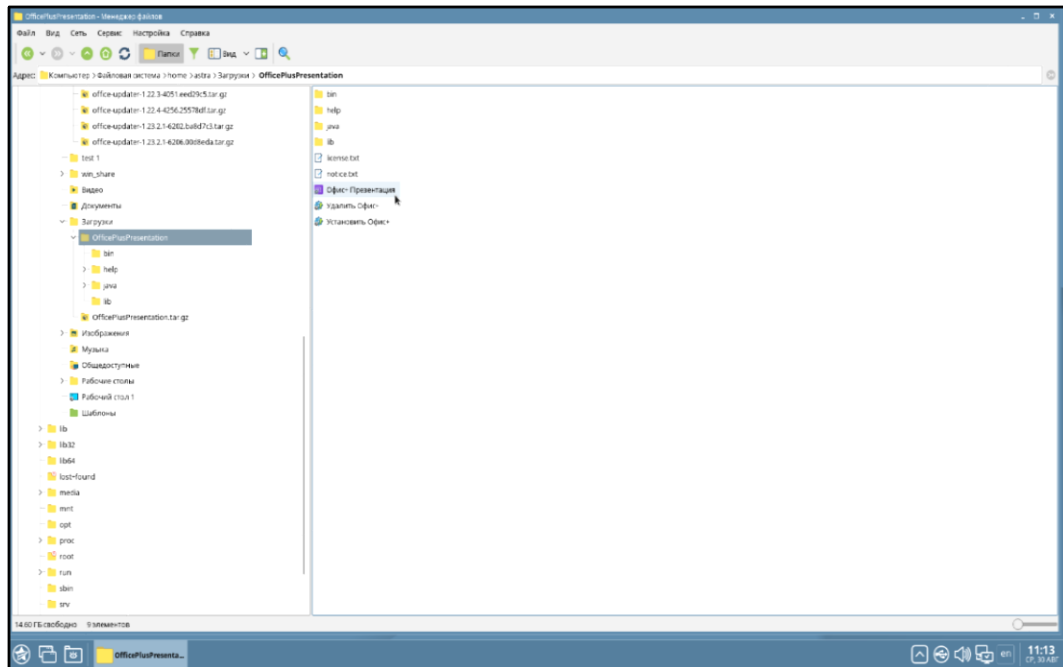 OfficePlusPresentation - Менеджер файлов
Файл Вид Сеть Сервис Настройка Справка
Папки Вид
Адрес: Компьютер > Файловая система > home > astra > Загрузки > OfficePlusPresentation
office-updater-1.22.3-4051.eed29c5.tar.gz
office-updater-1.22.4-4256.25578df.tar.gz
office-updater-1.23.2.1-6202.ba8d7c3.tar.gz
office-updater-1.23.2.1-6206.00d8eda.tar.gz
test 1
win_share
Видео
Документы
Загрузки
OfficePlusPresentation
bin
help
java
lib
OfficePlusPresentation.tar.gz
Изображения
Музыка
Общедоступные
Рабочие столы
Рабочий стол 1
Шаблоны
lib
lib32
lib64
lost+found
media
mnt
opt
proc
root
run
sbin
srv
bin
help
java
lib
license.txt
notice.txt
Офис+ Презентация
Удалить Офис+
Установить Офис+
14.60 ГБ свободно 9 элементов
OfficePlusPresenta...
en
11:13
СР, 30 АВГ